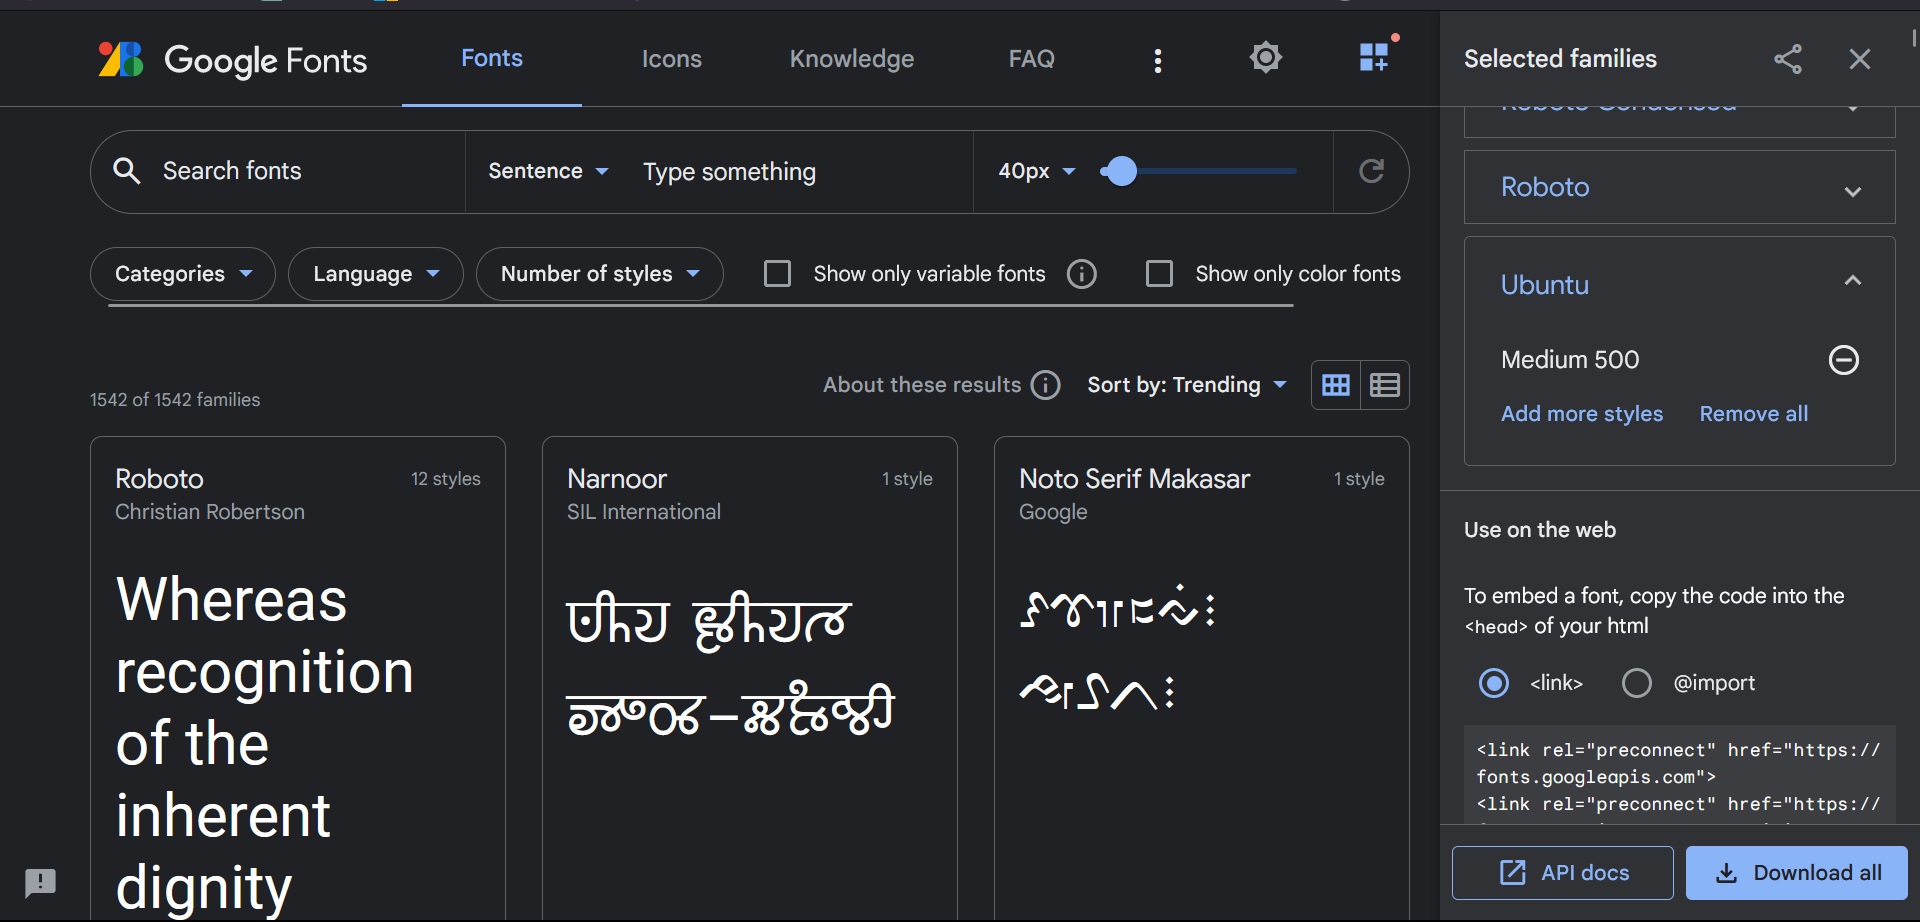 Google Fonts
Fonts
Icons
Knowledge
FAQ
Search fonts
Sentence
Type something
40px
Categories
Language
Number of styles
Show only variable fonts
Show only color fonts
1542 of 1542 families
About these results
Sort by: Trending
Roboto
12 styles
Christian Robertson
Whereas
recognition
of the
inherent
dignity
Narnoor
1 style
SIL International
Noto Serif Makasar
1 style
Google
Selected families
Roboto Condensed
Roboto
Ubuntu
Medium 500
Add more styles
Remove all
Use on the web
To embed a font, copy the code into the
<head> of your html
<link>
@import
<link rel="preconnect" href="https://
fonts.googleapis.com">
<link rel="preconnect" href="https://
API docs
Download all